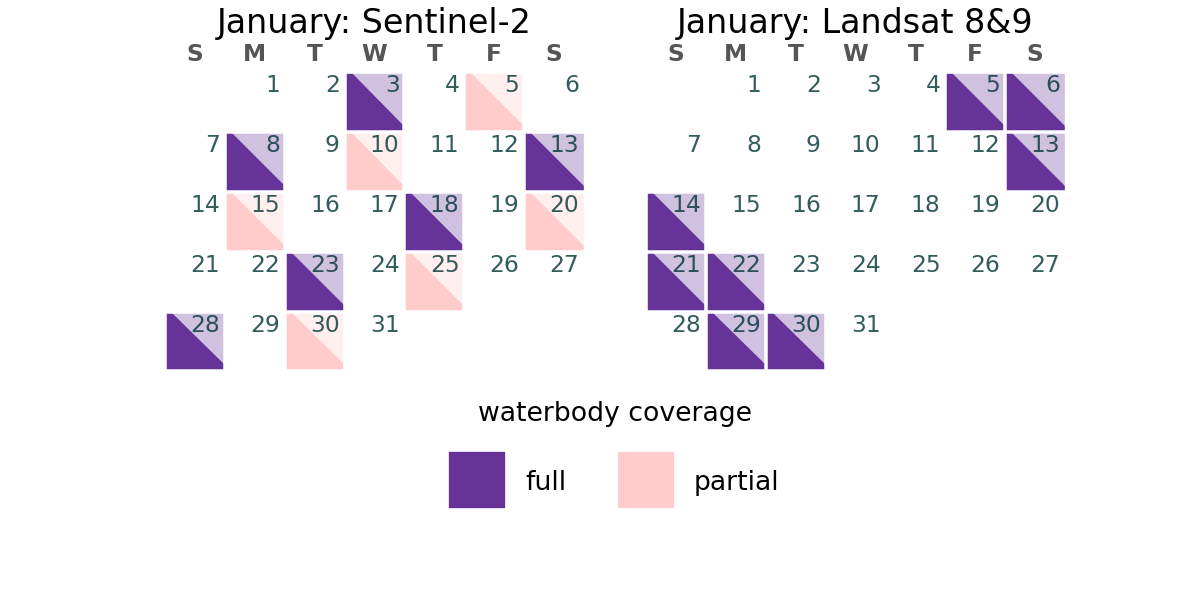 January: Sentinel-2
S M T W T F S
1 2 3 4 5 6
7 8 9 10 11 12 13
14 15 16 17 18 19 20
21 22 23 24 25 26 27
28 29 30 31
January: Landsat 8&9
S M T W T F S
1 2 3 4 5 6
7 8 9 10 11 12 13
14 15 16 17 18 19 20
21 22 23 24 25 26 27
28 29 30 31
waterbody coverage
full partial